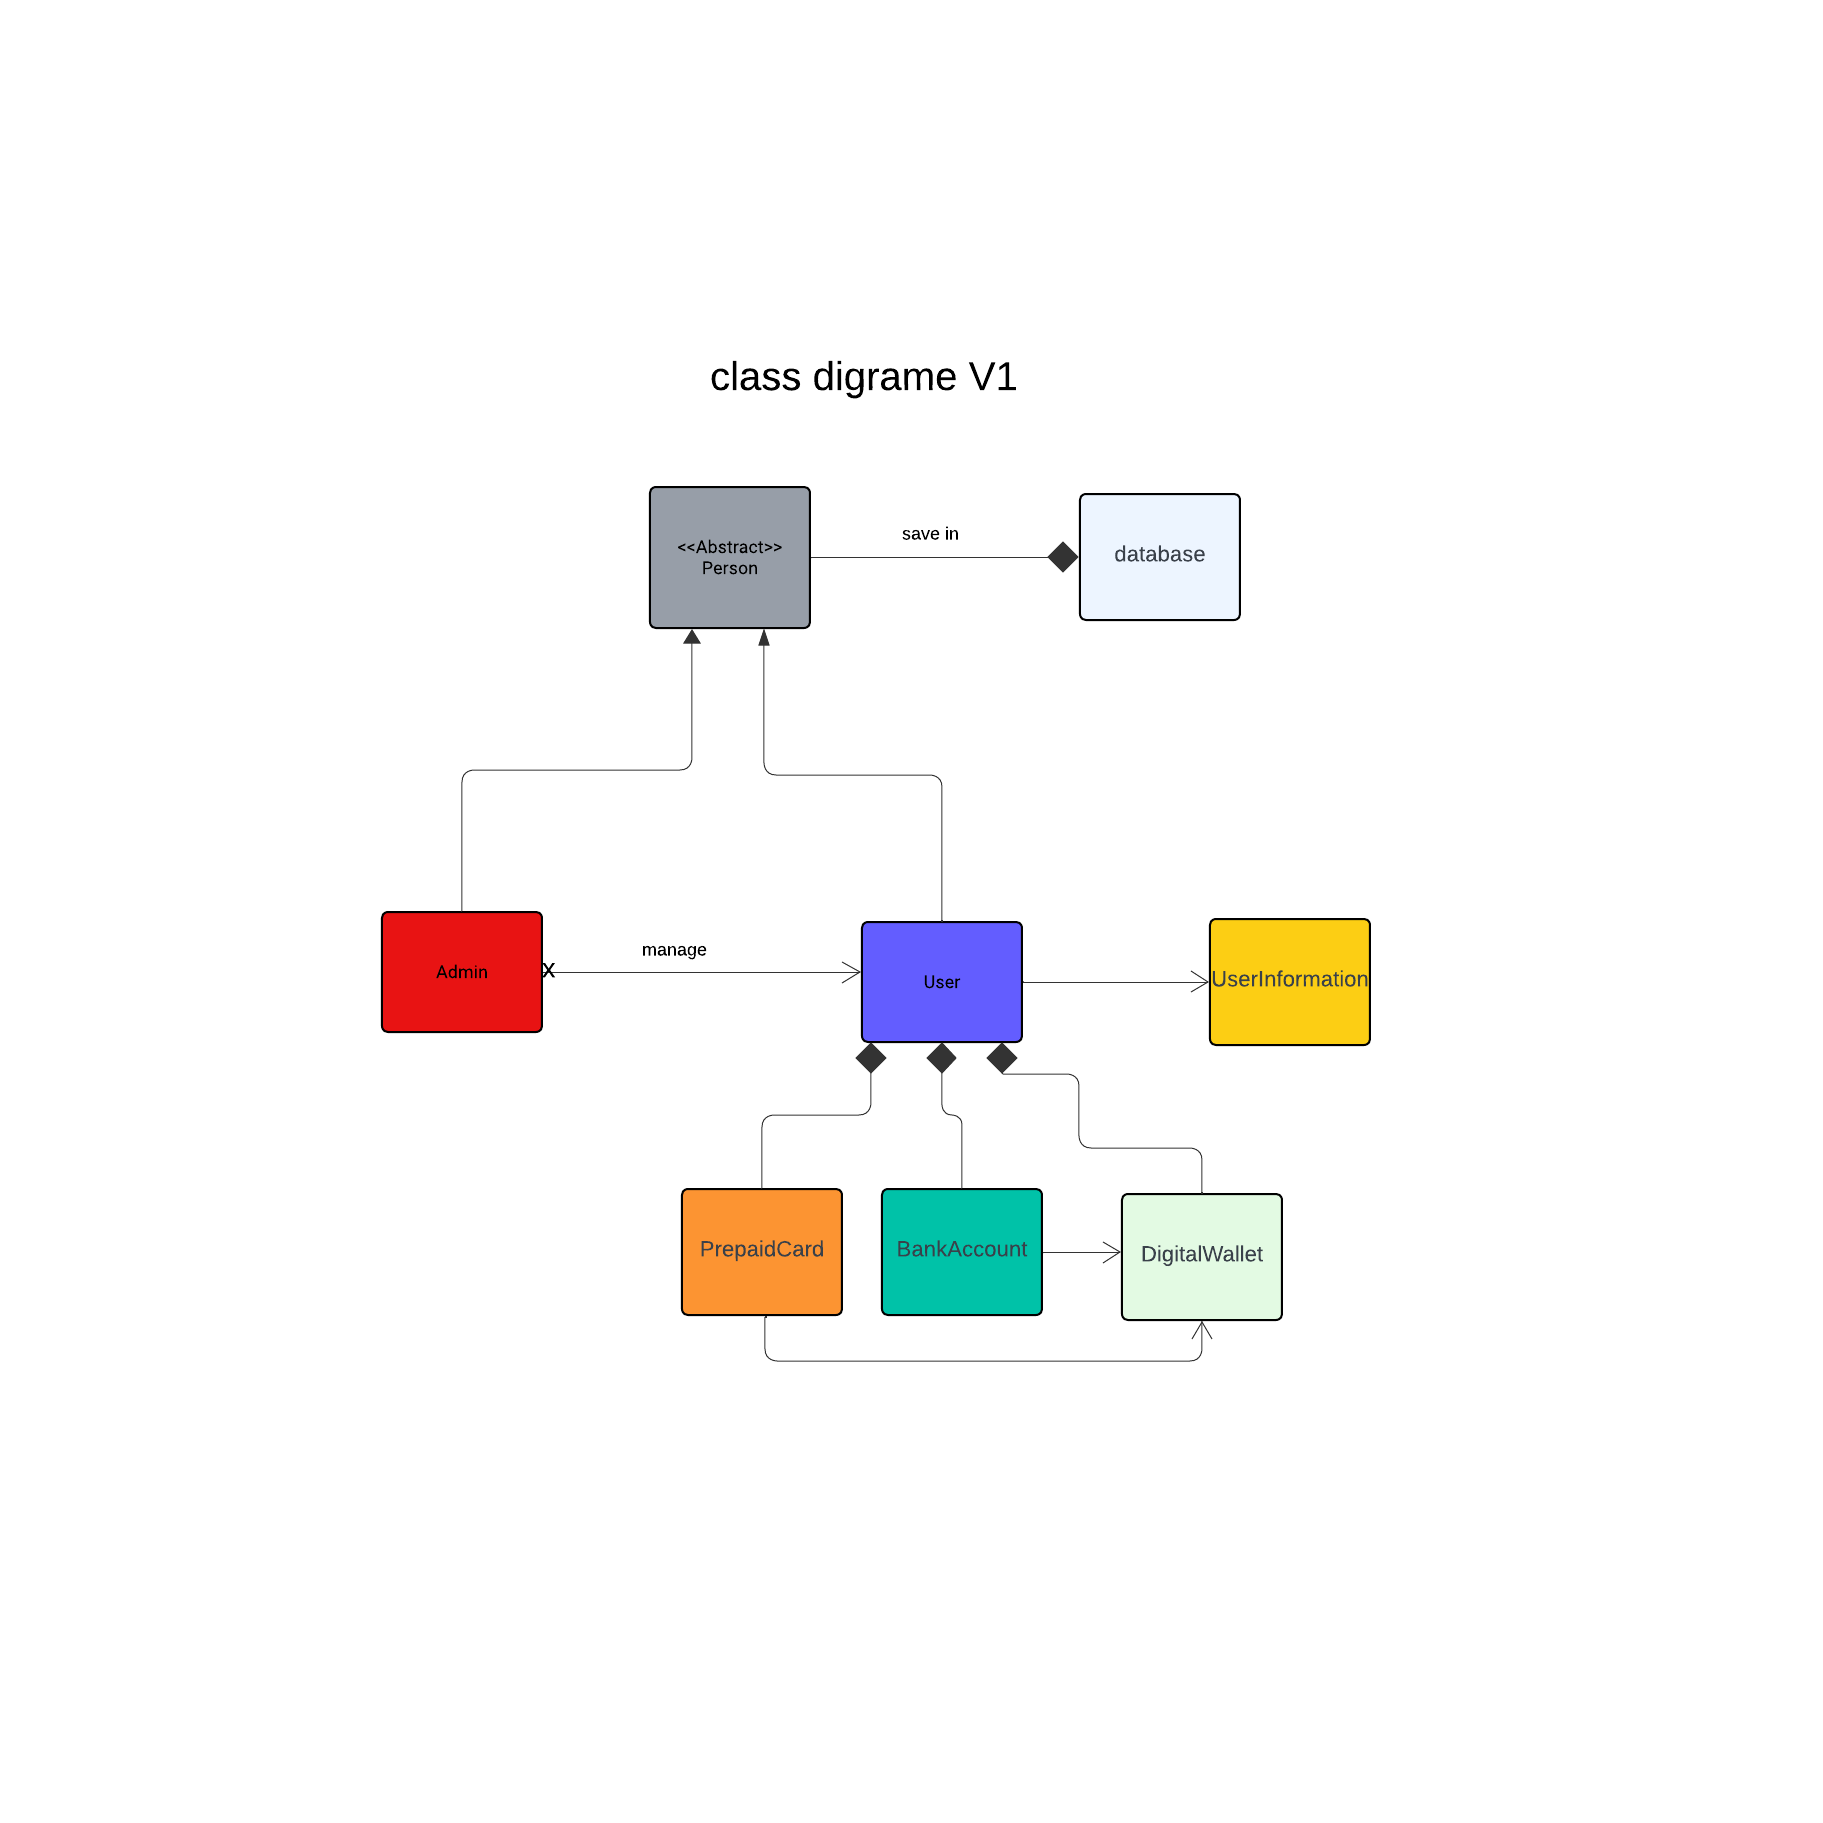 class digrame V1
<<Abstract>>
Person
save in
database
Admin
X
manage
User
UserInformation
PrepaidCard
BankAccount
DigitalWallet